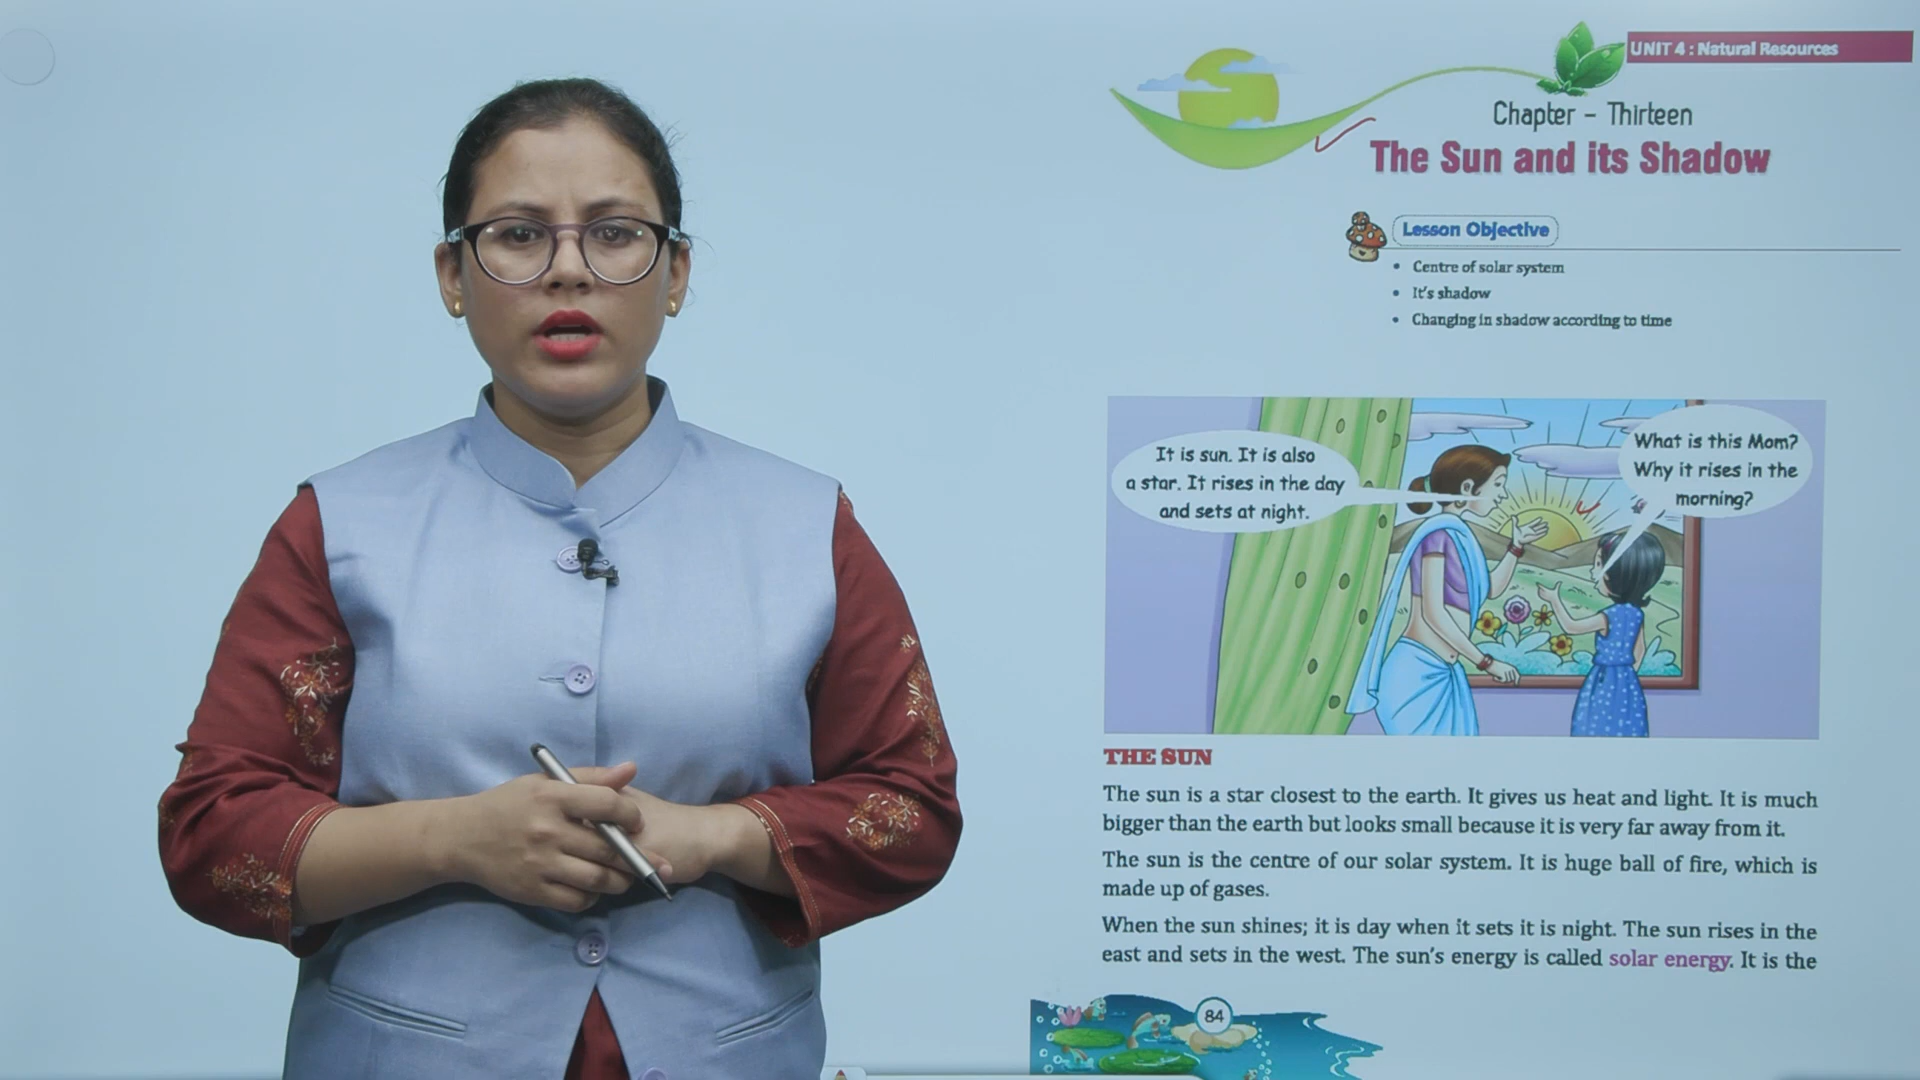 UNIT 4 : Natural Resources
Chapter – Thirteen
The Sun and its Shadow
Lesson Objective
• Centre of solar system
• It's shadow
• Changing in shadow according to time
It is sun. It is also
a star. It rises in the day
and sets at night.
What is this Mom?
Why it rises in the
morning?
THE SUN
The sun is a star closest to the earth. It gives us heat and light. It is much
bigger than the earth but looks small because it is very far away from it.
The sun is the centre of our solar system. It is huge ball of fire, which is
made up of gases.
When the sun shines; it is day when it sets it is night. The sun rises in the
east and sets in the west. The sun's energy is called solar energy. It is the
84